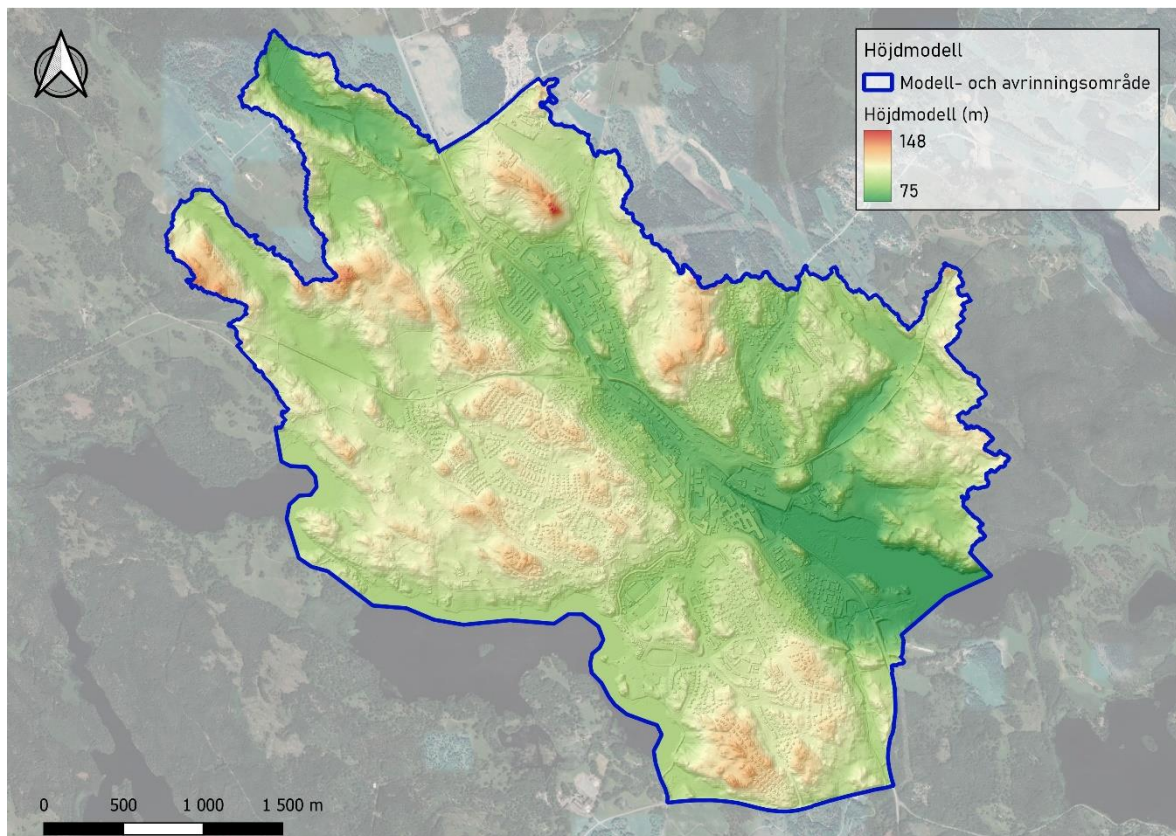 Höjdmodell
Modell- och avrinningsområde
Höjdmodell (m)
148
75
0 500 1 000 1 500 m